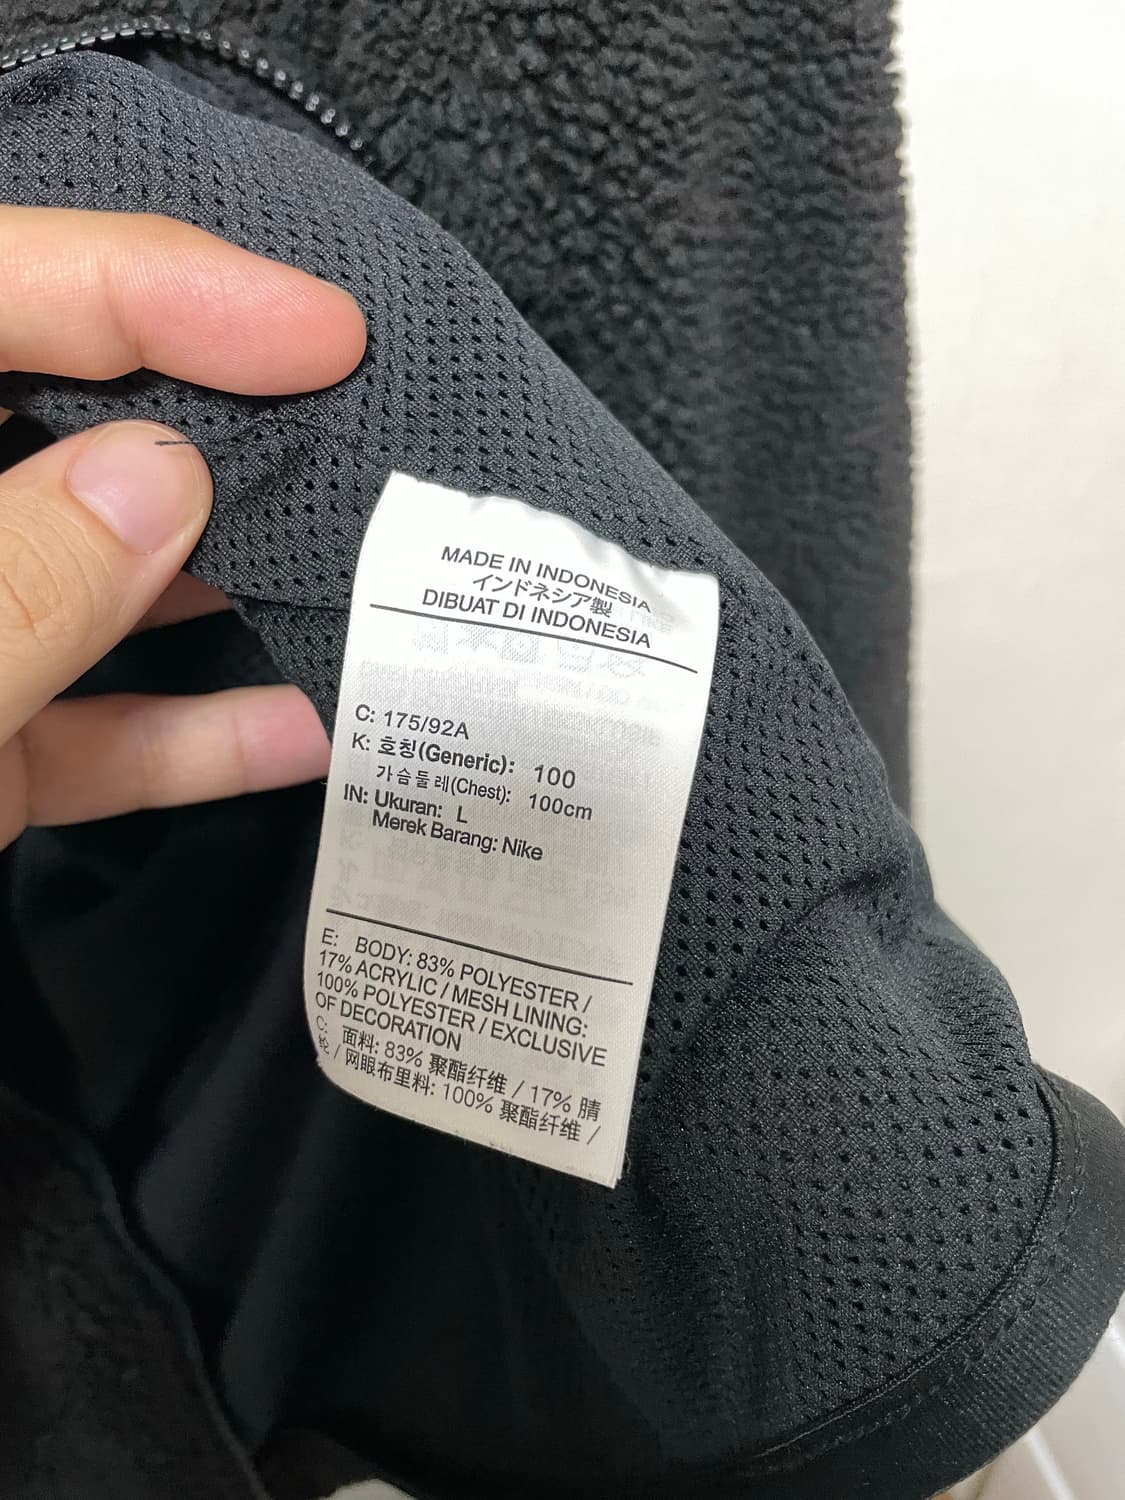 MADE IN INDONESIA
インドネシア製
DIBUAT DI INDONESIA
C: 175/92A
K: 호칭(Generic): 100
가슴둘레(Chest): 100cm
IN: Ukuran: L
Merek Barang: Nike
E: BODY: 83% POLYESTER /
17% ACRYLIC / MESH LINING:
100% POLYESTER / EXCLUSIVE
OF DECORATION
C: 面料: 83% 聚酯纤维 / 17% 腈
纶 / 网眼布里料: 100% 聚酯纤维 /